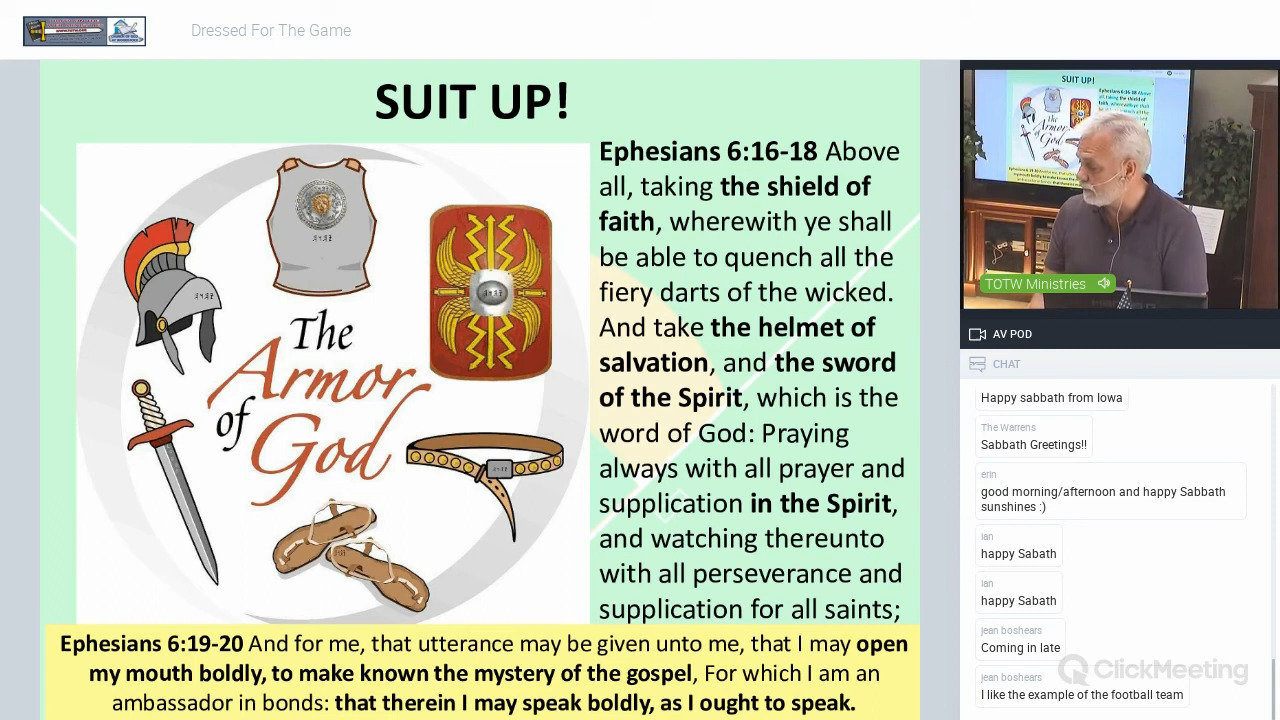 Dressed For The Game
SUIT UP!
The
Armor
of
God
Ephesians 6:16-18 Above
all, taking the shield of
faith, wherewith ye shall
be able to quench all the
fiery darts of the wicked.
And take the helmet of
salvation, and the sword
of the Spirit, which is the
word of God: Praying
always with all prayer and
supplication in the Spirit,
and watching thereunto
with all perseverance and
supplication for all saints;
Ephesians 6:19-20 And for me, that utterance may be given unto me, that I may open
my mouth boldly, to make known the mystery of the gospel, For which I am an
ambassador in bonds: that therein I may speak boldly, as I ought to speak.
SUIT UP!
TOTW Ministries
AV POD
CHAT
Happy sabbath from Iowa
The Warrens
Sabbath Greetings!!
erin
good morning/afternoon and happy Sabbath
sunshines :)
Ian
happy Sabath
Ian
happy Sabath
jean boshears
Coming in late
jean boshears
I like the example of the football team
ClickMeeting